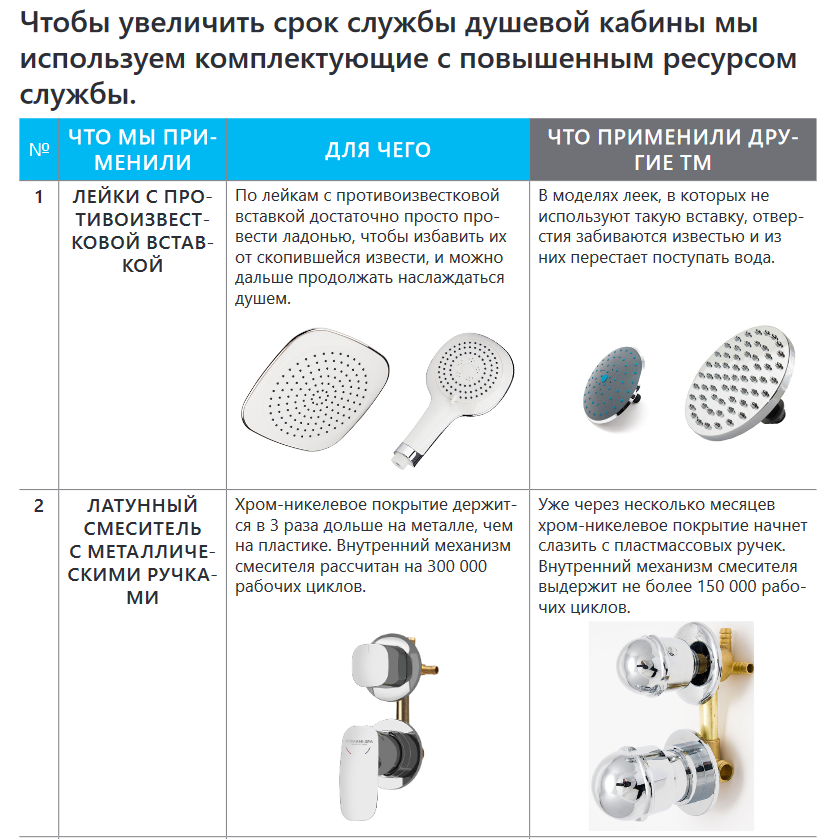 Чтобы увеличить срок службы душевой кабины мы
используем комплектующие с повышенным ресурсом
службы.
№
ЧТО МЫ ПРИ-
МЕНИЛИ
ДЛЯ ЧЕГО
ЧТО ПРИМЕНИЛИ ДРУ-
ГИЕ ТМ
1
ЛЕЙКИ С ПРО-
ТИВОИЗВЕСТ-
КОВОЙ ВСТАВ-
КОЙ
По лейкам с противоизвестковой
вставкой достаточно просто про-
вести ладонью, чтобы избавить их
от скопившейся извести, и можно
дальше продолжать наслаждаться
душем.
В моделях леек, в которых не
используют такую вставку, отвер-
стия забиваются известью и из
них перестает поступать вода.
2
ЛАТУННЫЙ
СМЕСИТЕЛЬ
С МЕТАЛЛИЧЕ-
СКИМИ РУЧКА-
МИ
Хром-никелевое покрытие держит-
ся в 3 раза дольше на металле, чем
на пластике. Внутренний механизм
смесителя рассчитан на 300 000
рабочих циклов.
Уже через несколько месяцев
хром-никелевое покрытие начнет
слазить с пластмассовых ручек.
Внутренний механизм смесителя
выдержит не более 150 000 рабо-
чих циклов.